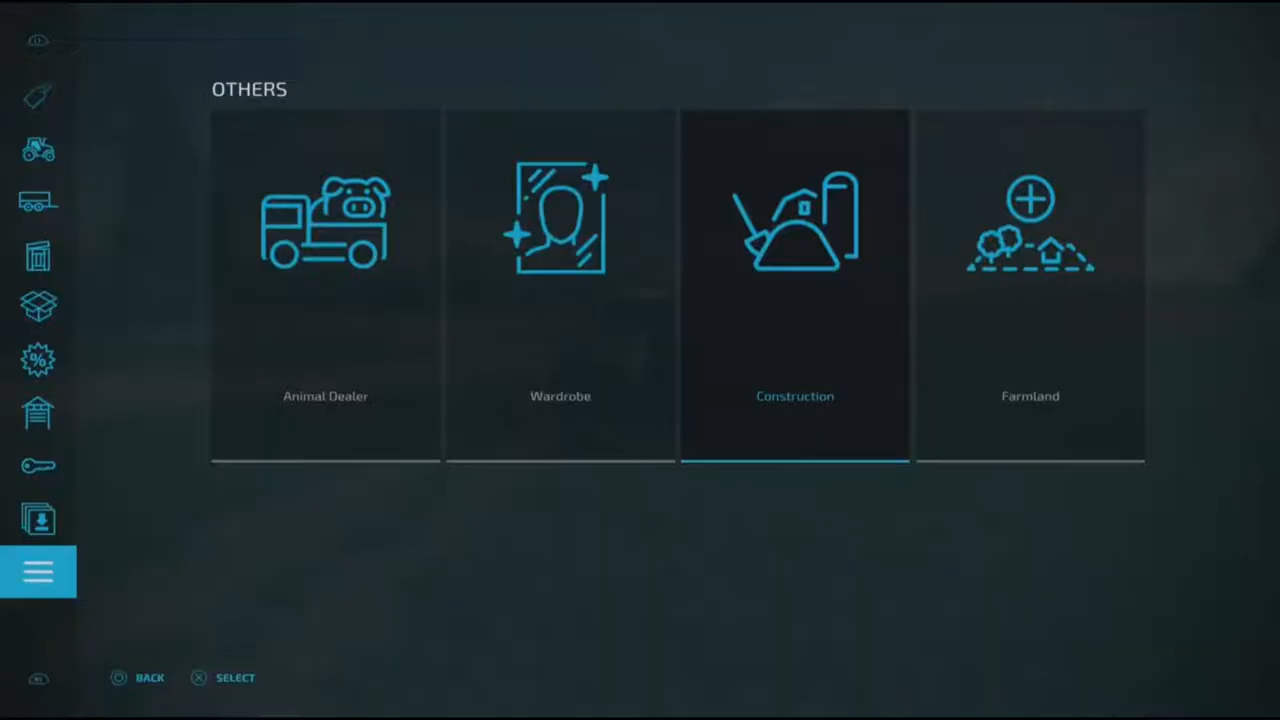 OTHERS
Animal Dealer
Wardrobe
Construction
Farmland
%
BACK
SELECT